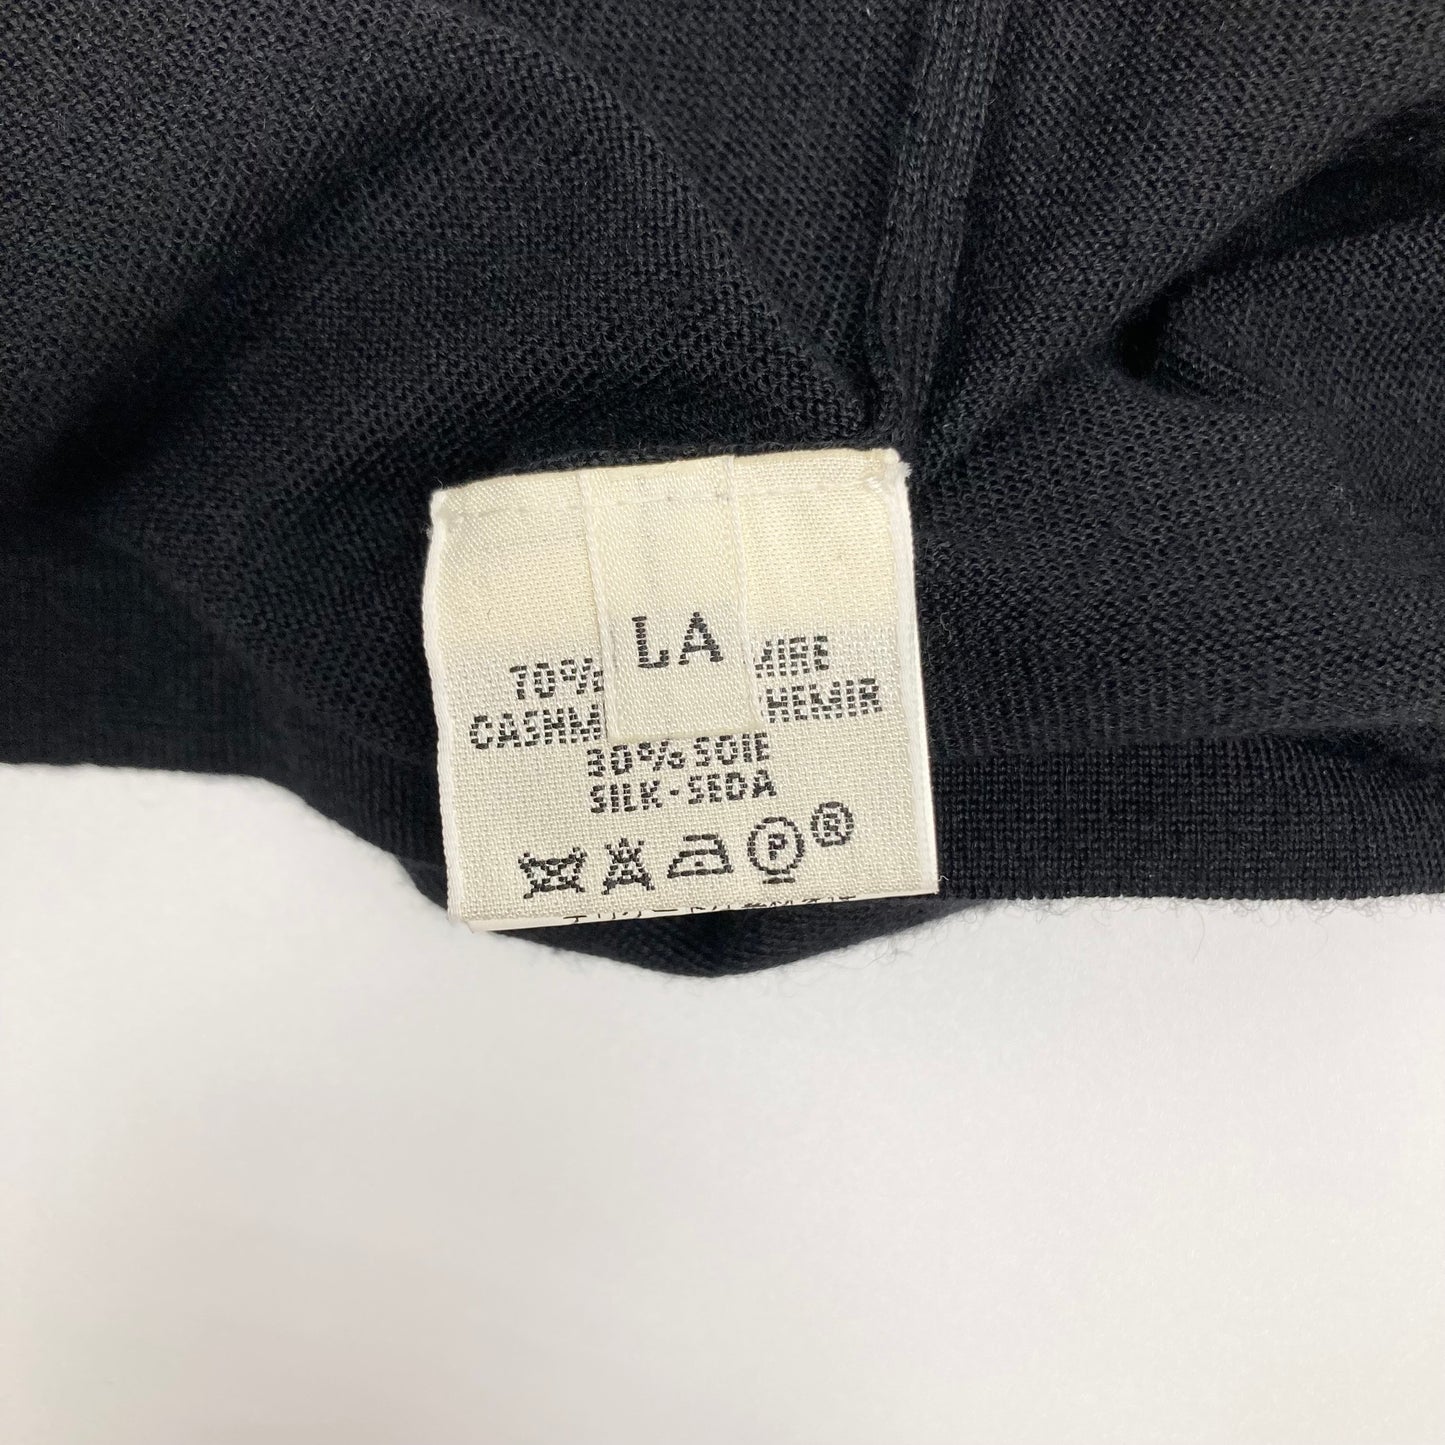 LA
70% MIRE
CASHM HEMIR
30% SOIE
SILK-SEDA
P ®